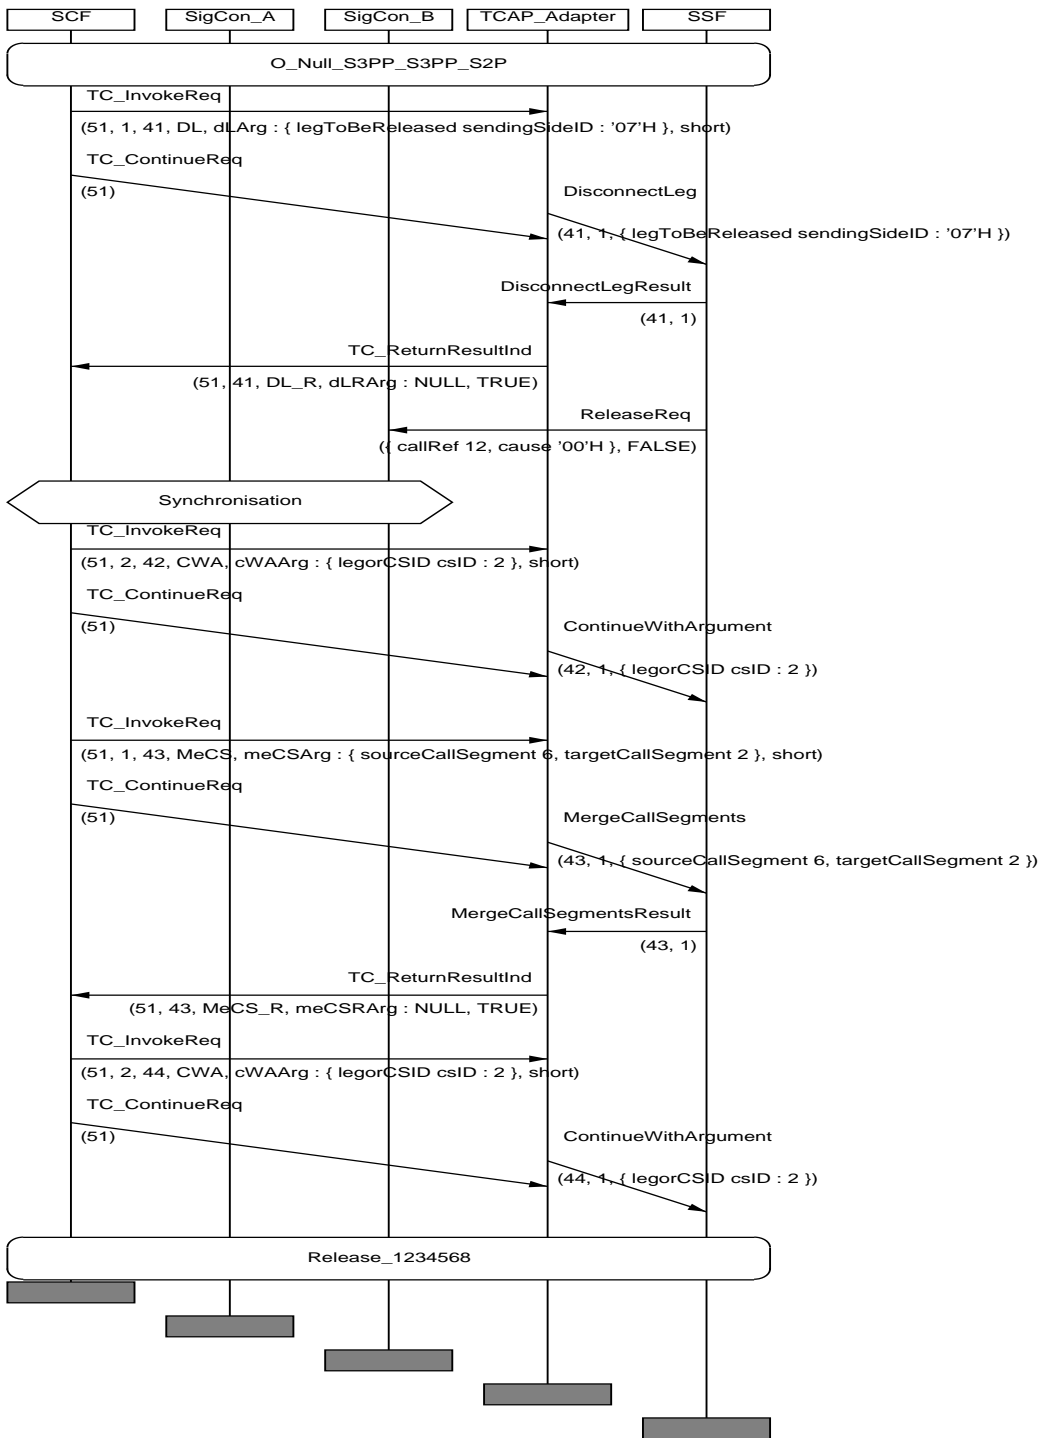 SCF SigCon_A SigCon_B TCAP_Adapter SSF
O_Null_S3PP_S3PP_S2P
TC_InvokeReq
(51, 1, 41, DL, dLArg : { legToBeReleased sendingSideID : '07'H }, short)
TC_ContinueReq
(51)
DisconnectLeg
(41, 1, { legToBeReleased sendingSideID : '07'H })
DisconnectLegResult
(41, 1)
TC_ReturnResultInd
(51, 41, DL_R, dLRArg : NULL, TRUE)
ReleaseReq
({ callRef 12, cause '00'H }, FALSE)
Synchronisation
TC_InvokeReq
(51, 2, 42, CWA, cWAArg : { legorCSID csID : 2 }, short)
TC_ContinueReq
(51)
ContinueWithArgument
(42, 1, { legorCSID csID : 2 })
TC_InvokeReq
(51, 1, 43, MeCS, meCSArg : { sourceCallSegment 6, targetCallSegment 2 }, short)
TC_ContinueReq
(51)
MergeCallSegments
(43, 1, { sourceCallSegment 6, targetCallSegment 2 })
MergeCallSegmentsResult
(43, 1)
TC_ReturnResultInd
(51, 43, MeCS_R, meCSRArg : NULL, TRUE)
TC_InvokeReq
(51, 2, 44, CWA, cWAArg : { legorCSID csID : 2 }, short)
TC_ContinueReq
(51)
ContinueWithArgument
(44, 1, { legorCSID csID : 2 })
Release_1234568